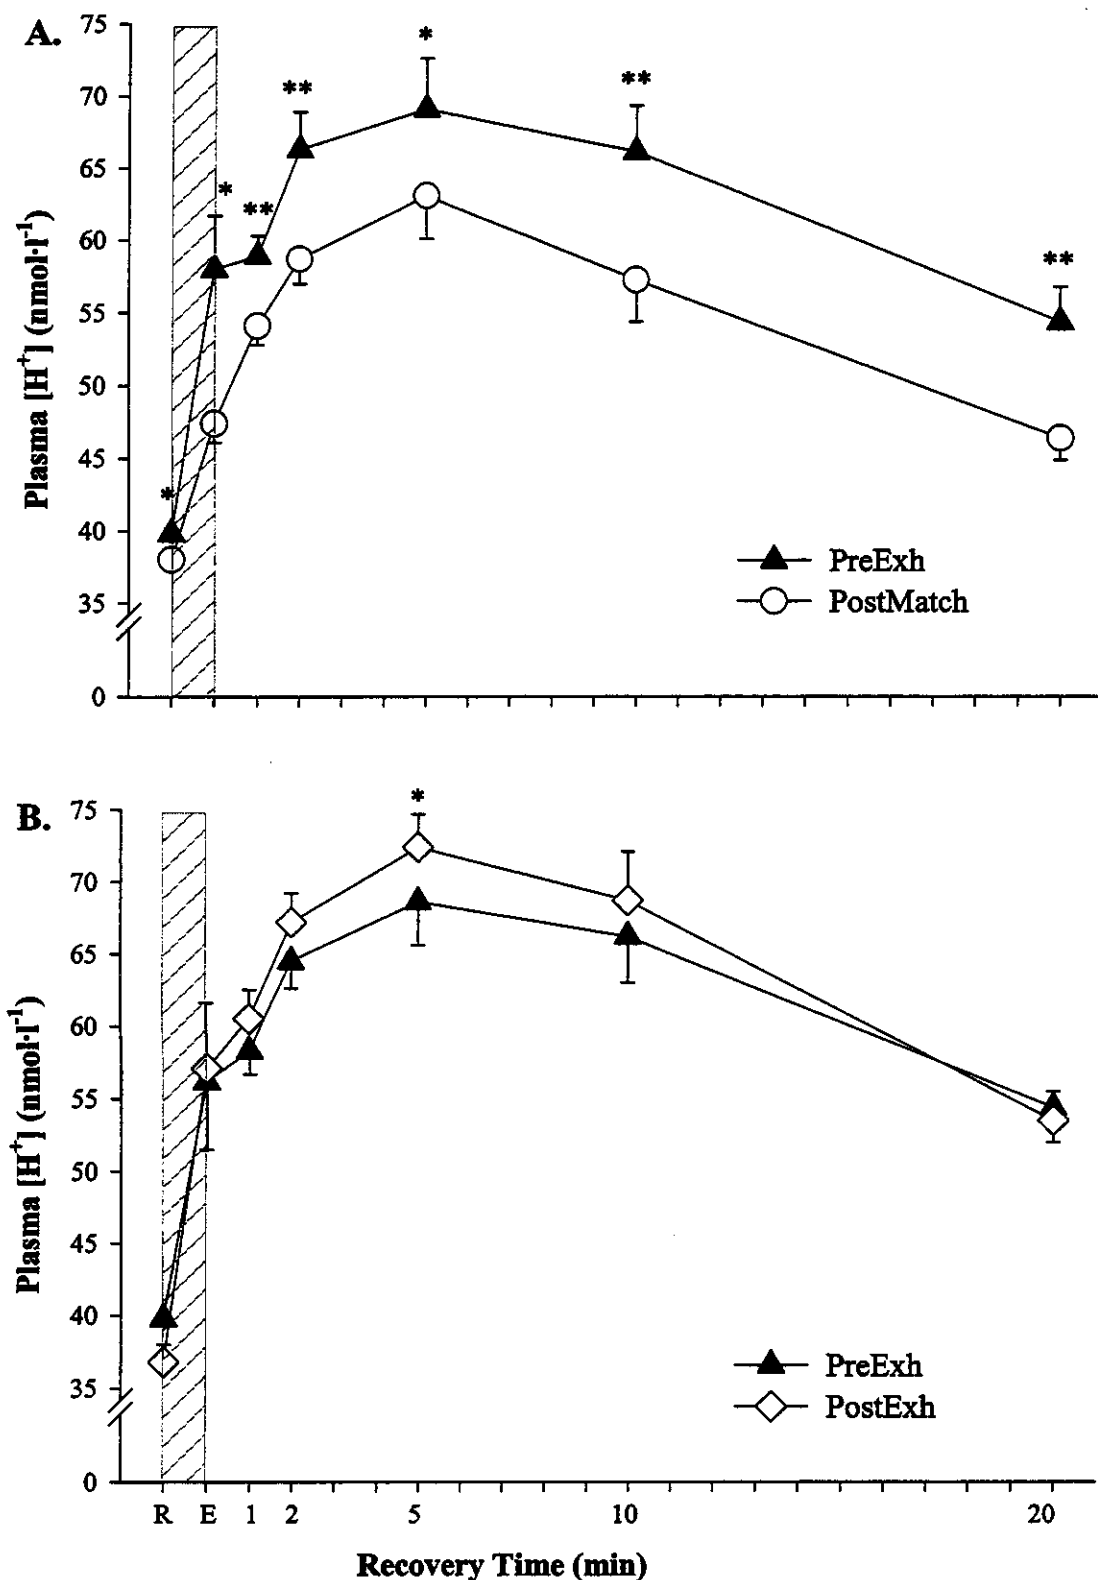 A.
75
70
65
60
55
50
45
40
35
0
Plasma [H⁺] (nmol·l⁻¹)
*
*
**
**
*
**
**
PreExh
PostMatch
B.
75
70
65
60
55
50
45
40
35
0
Plasma [H⁺] (nmol·l⁻¹)
*
PreExh
PostExh
R E 1 2 5 10 20
Recovery Time (min)